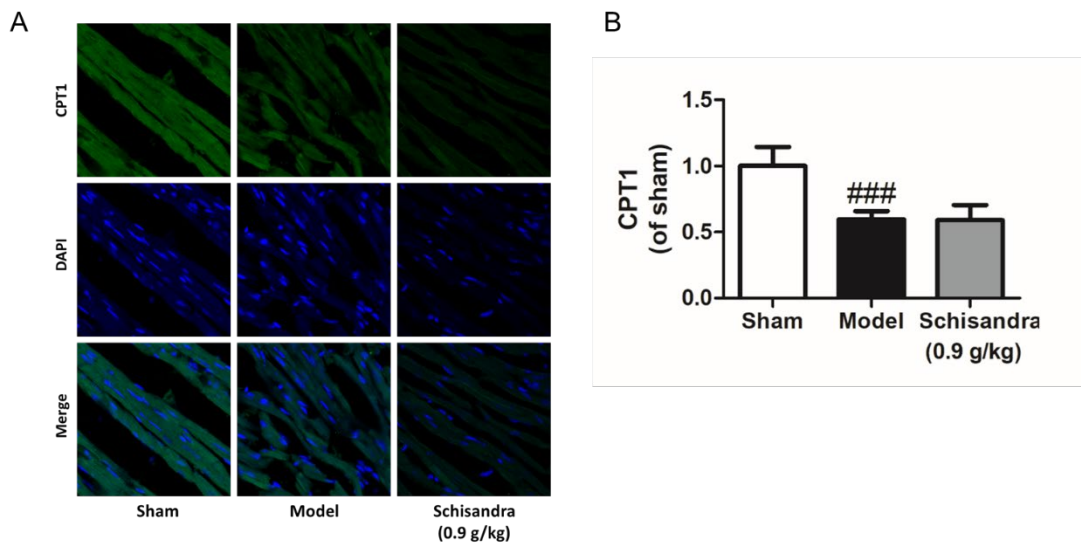 A
CPT1
DAPI
Merge
Sham
Model
Schisandra
(0.9 g/kg)
B
CPT1
(of sham)
1.5
1.0
0.5
0.0
###
Sham
Model
Schisandra
(0.9 g/kg)